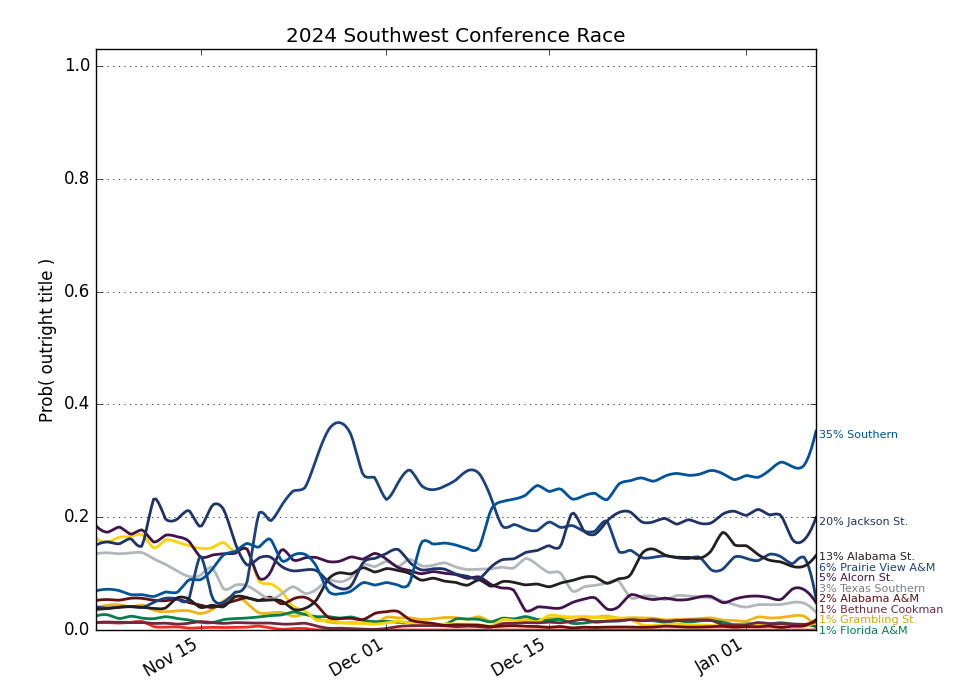 2024 Southwest Conference Race
Prob( outright title )
1.0
0.8
0.6
0.4
0.2
0.0
Nov 15
Dec 01
Dec 15
Jan 01
35% Southern
20% Jackson St.
13% Alabama St.
6% Prairie View A&M
5% Alcorn St.
3% Texas Southern
2% Alabama A&M
1% Bethune Cookman
1% Grambling St.
1% Florida A&M